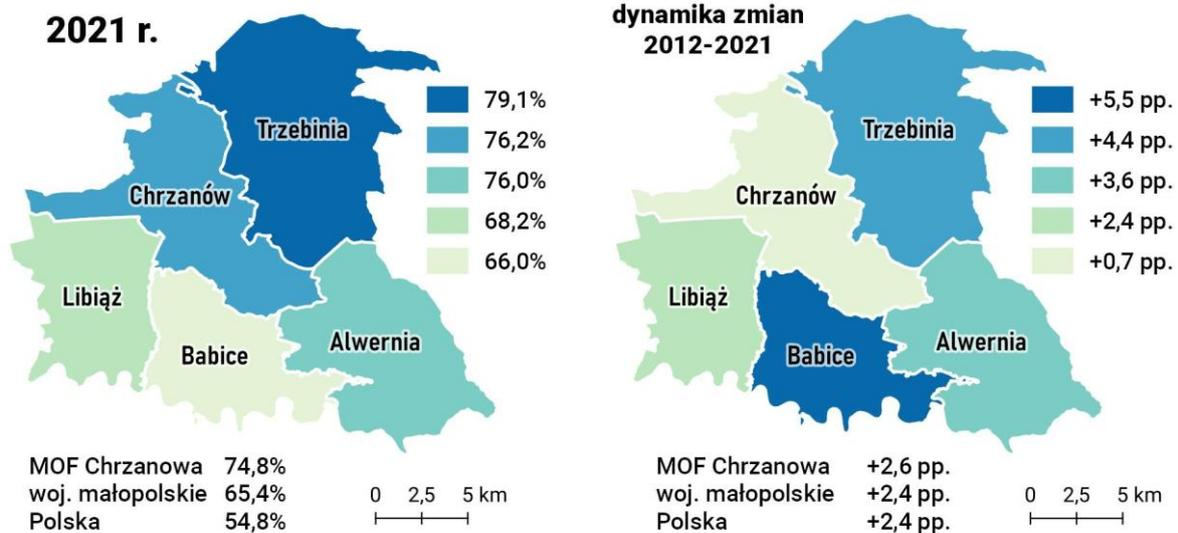 2021 r.
79,1%
76,2%
76,0%
68,2%
66,0%
Trzebinia
Chrzanów
Libiąż
Babice
Alwernia
MOF Chrzanowa 74,8%
woj. małopolskie 65,4%
Polska 54,8%
0 2,5 5 km
dynamika zmian
2012-2021
+5,5 pp.
+4,4 pp.
+3,6 pp.
+2,4 pp.
+0,7 pp.
Trzebinia
Chrzanów
Libiąż
Babice
Alwernia
MOF Chrzanowa +2,6 pp.
woj. małopolskie +2,4 pp.
Polska +2,4 pp.
0 2,5 5 km